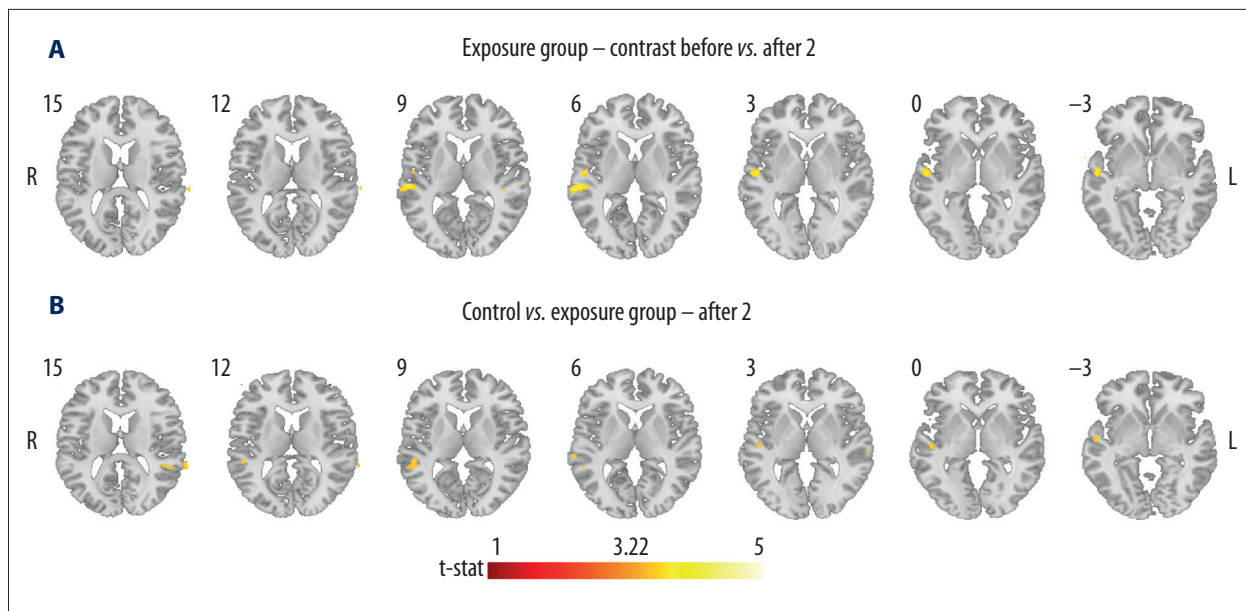 A
Exposure group – contrast before vs. after 2
15 12 9 6 3 0 –3
R L
B
Control vs. exposure group – after 2
15 12 9 6 3 0 –3
R L
1 3.22 5
t-stat